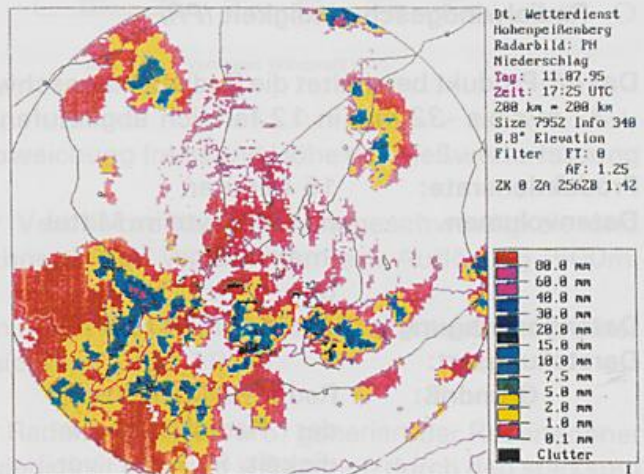 Dt. Wetterdienst
Hohenpeißenberg
Radarbild: PH
Niederschlag
Tag: 11.07.95
Zeit: 17:25 UTC
200 km * 200 km
Size 7952 Info 340
0.8° Elevation
Filter FT: 0
AF: 1.25
ZK 0 ZA 256ZB 1.42
80.0 mm
60.0 mm
40.0 mm
30.0 mm
20.0 mm
15.0 mm
10.0 mm
7.5 mm
5.0 mm
2.0 mm
1.0 mm
0.1 mm
Clutter